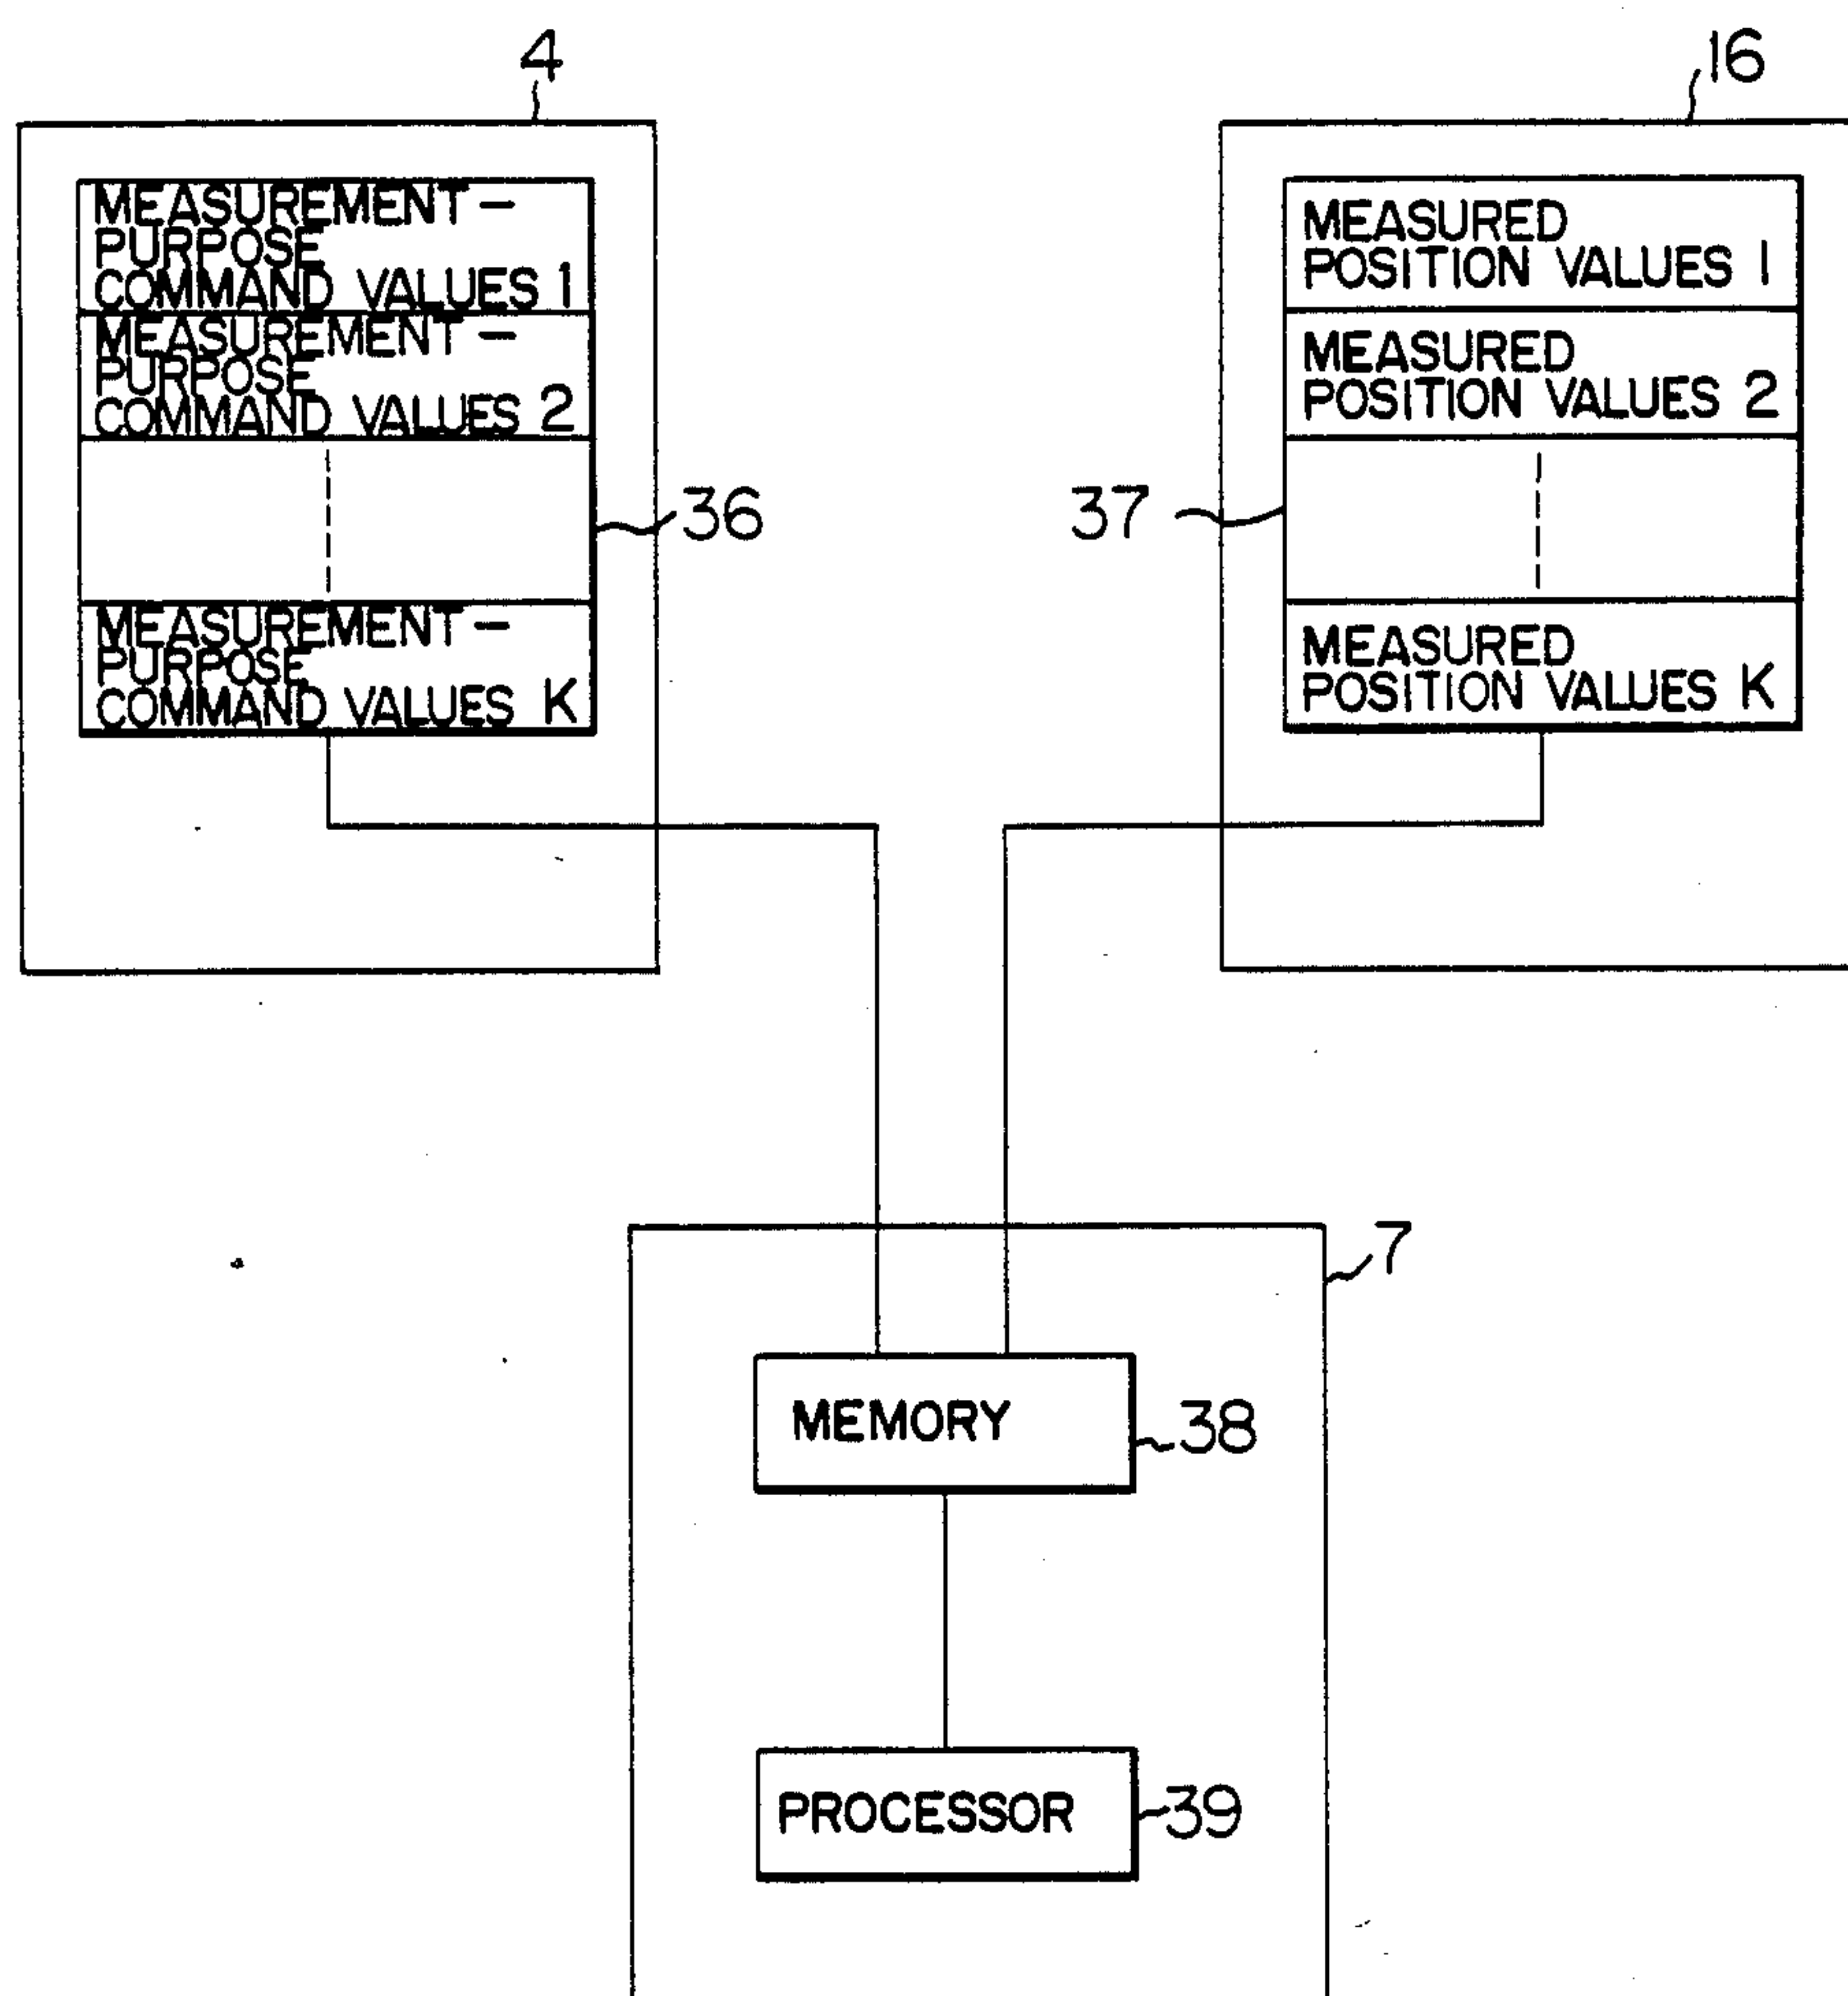 4
16
MEASUREMENT-
PURPOSE
COMMAND VALUES 1
MEASUREMENT-
PURPOSE
COMMAND VALUES 2
MEASUREMENT-
PURPOSE
COMMAND VALUES K
36
37
MEASURED
POSITION VALUES 1
MEASURED
POSITION VALUES 2
MEASURED
POSITION VALUES K
7
MEMORY
38
PROCESSOR
39